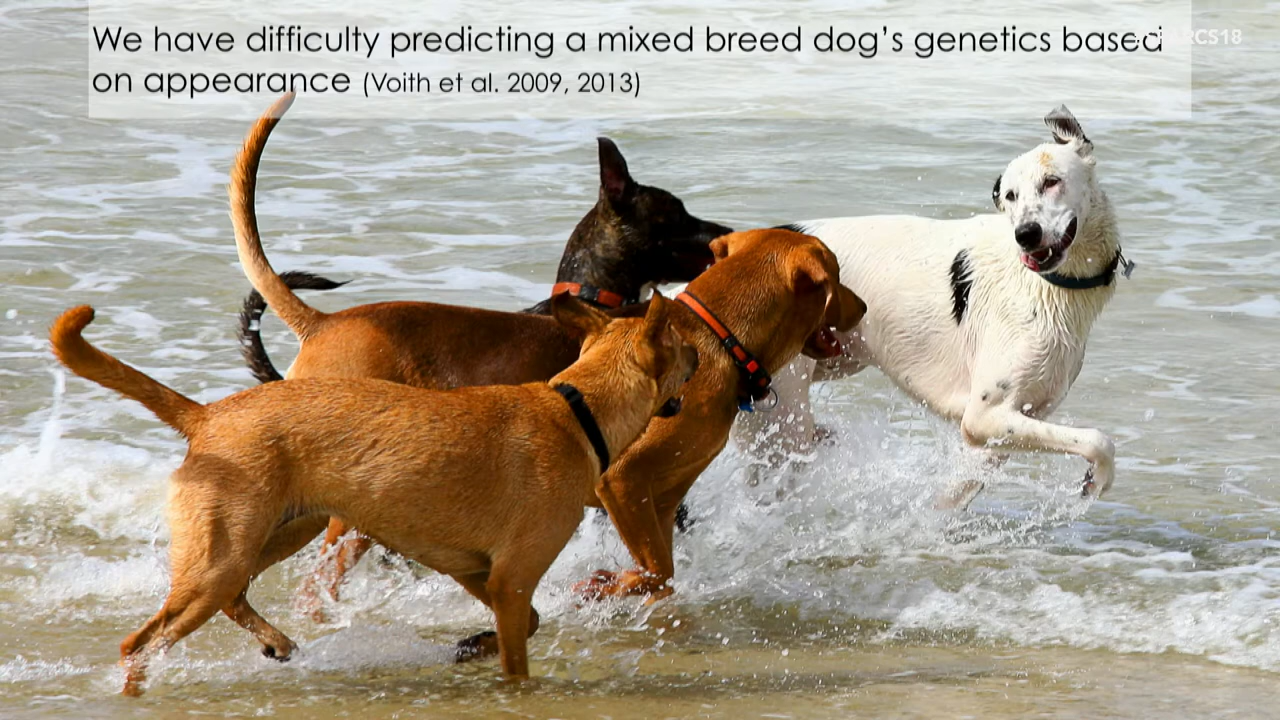 We have difficulty predicting a mixed breed dog's genetics based
on appearance (Voith et al. 2009, 2013)